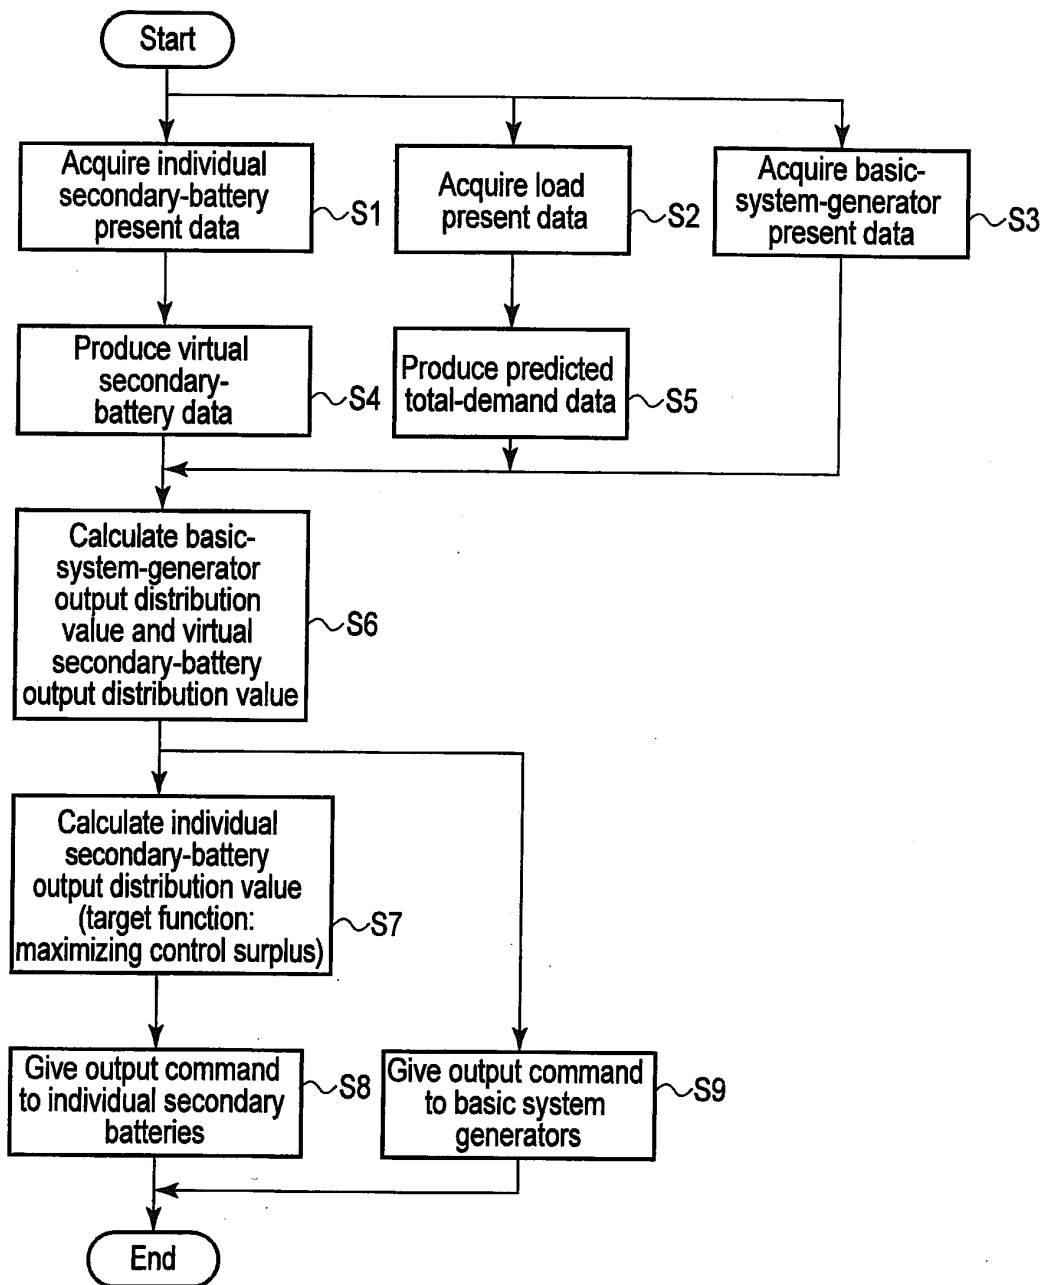 Start
Acquire individual
secondary-battery
present data
S1
Acquire load
present data
S2
Acquire basic-
system-generator
present data
S3
Produce virtual
secondary-
battery data
S4
Produce predicted
total-demand data
S5
Calculate basic-
system-generator
output distribution
value and virtual
secondary-battery
output distribution value
S6
Calculate individual
secondary-battery
output distribution value
(target function:
maximizing control surplus)
S7
Give output command
to individual secondary
batteries
S8
Give output command
to basic system
generators
S9
End